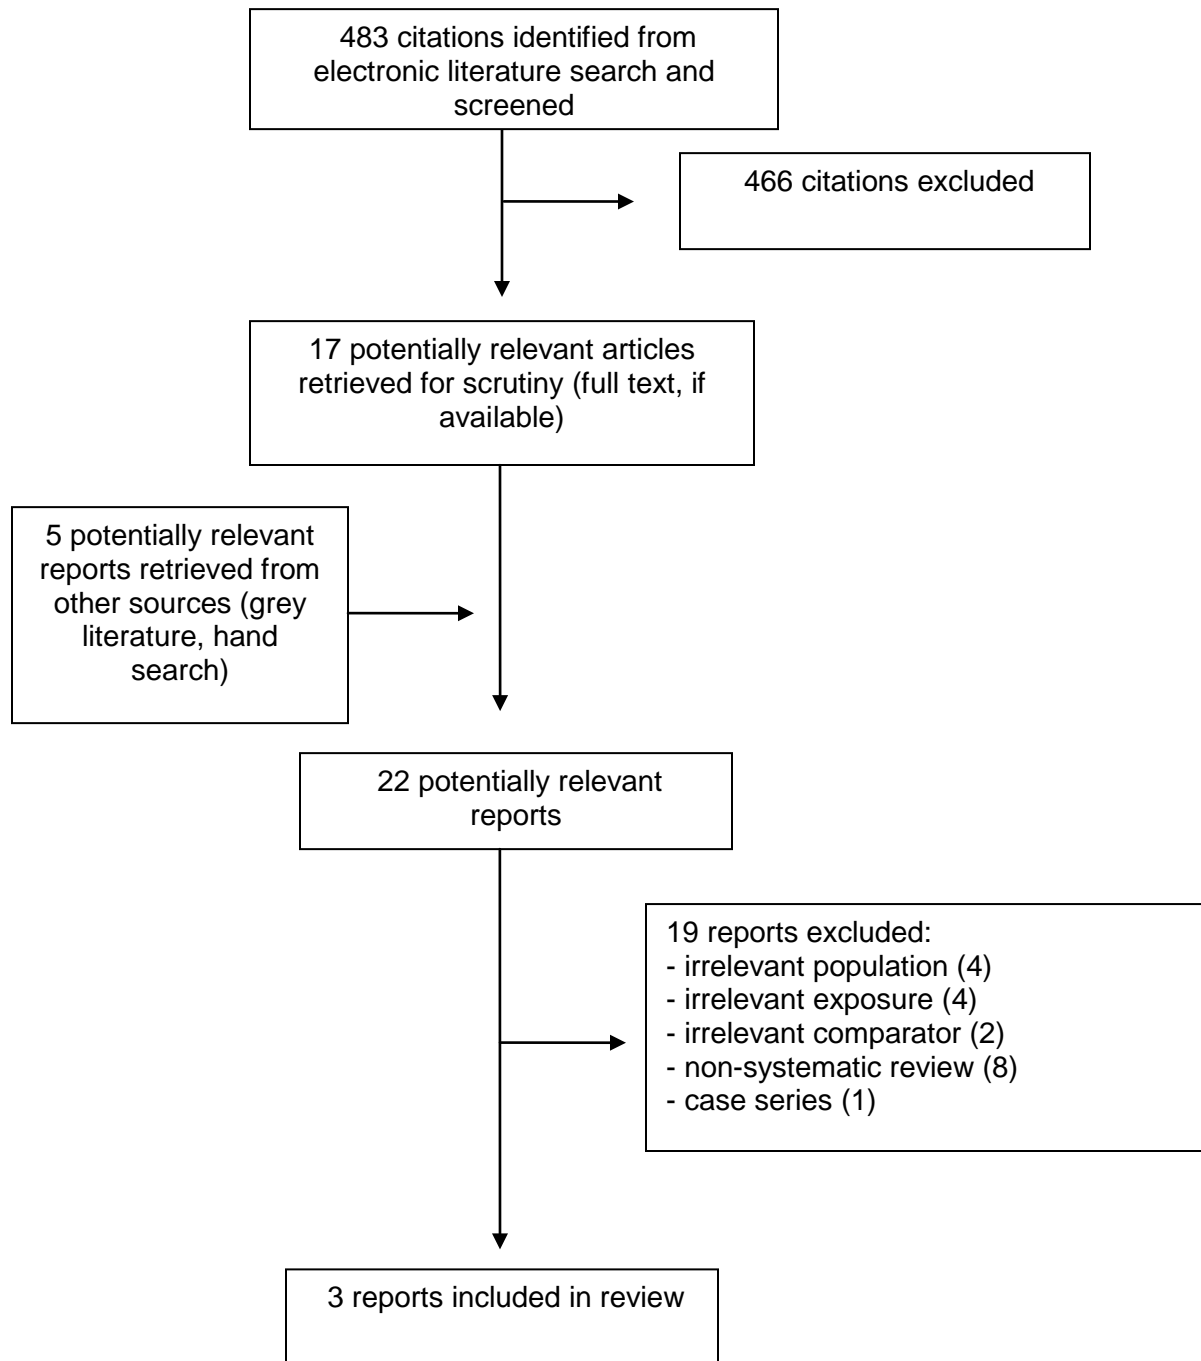 483 citations identified from
electronic literature search and
screened
466 citations excluded
17 potentially relevant articles
retrieved for scrutiny (full text, if
available)
5 potentially relevant
reports retrieved from
other sources (grey
literature, hand
search)
22 potentially relevant
reports
19 reports excluded:
- irrelevant population (4)
- irrelevant exposure (4)
- irrelevant comparator (2)
- non-systematic review (8)
- case series (1)
3 reports included in review